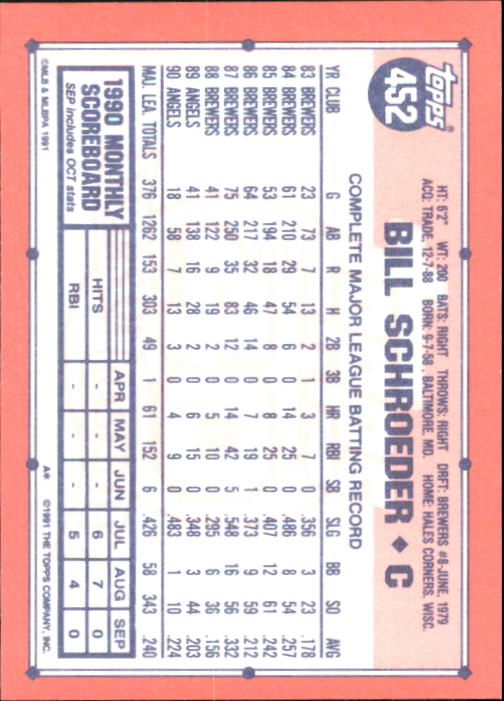 topps®
452
HT: 6'2" WT: 200 BATS: RIGHT THROWS: RIGHT DRFT: BREWERS #8-JUNE, 1979
ACQ: TRADE, 12-7-88 BORN: 9-7-58, BALTIMORE, MD. HOME: HALES CORNERS, WISC.
BILL SCHROEDER ♦ C
COMPLETE MAJOR LEAGUE BATTING RECORD
YR CLUB G AB R H 2B 3B HR RBI SB SLG BB SO AVG
83 BREWERS 23 73 7 13 2 1 3 7 0 .356 3 23 .178
84 BREWERS 61 210 29 54 6 0 14 25 0 .486 8 54 .257
85 BREWERS 53 194 18 47 8 0 8 25 0 .407 12 61 .242
86 BREWERS 64 217 32 46 14 0 7 19 1 .373 9 59 .212
87 BREWERS 75 250 35 83 12 0 14 42 5 .548 16 56 .332
88 BREWERS 41 122 9 19 2 0 5 10 0 .295 6 36 .156
89 ANGELS 41 138 16 28 2 0 6 15 0 .348 3 44 .203
90 ANGELS 18 58 7 13 3 0 4 9 0 .483 1 10 .224
MAJ. LEA. TOTALS 376 1262 153 303 49 1 61 152 6 .426 58 343 .240
1990 MONTHLY
SCOREBOARD
SEP includes OCT stats
APR MAY JUN JUL AUG SEP
HITS - - - 6 7 0
RBI - - - 5 4 0
©MLB & MLBPA 1991 A* ©1991 THE TOPPS COMPANY, INC.